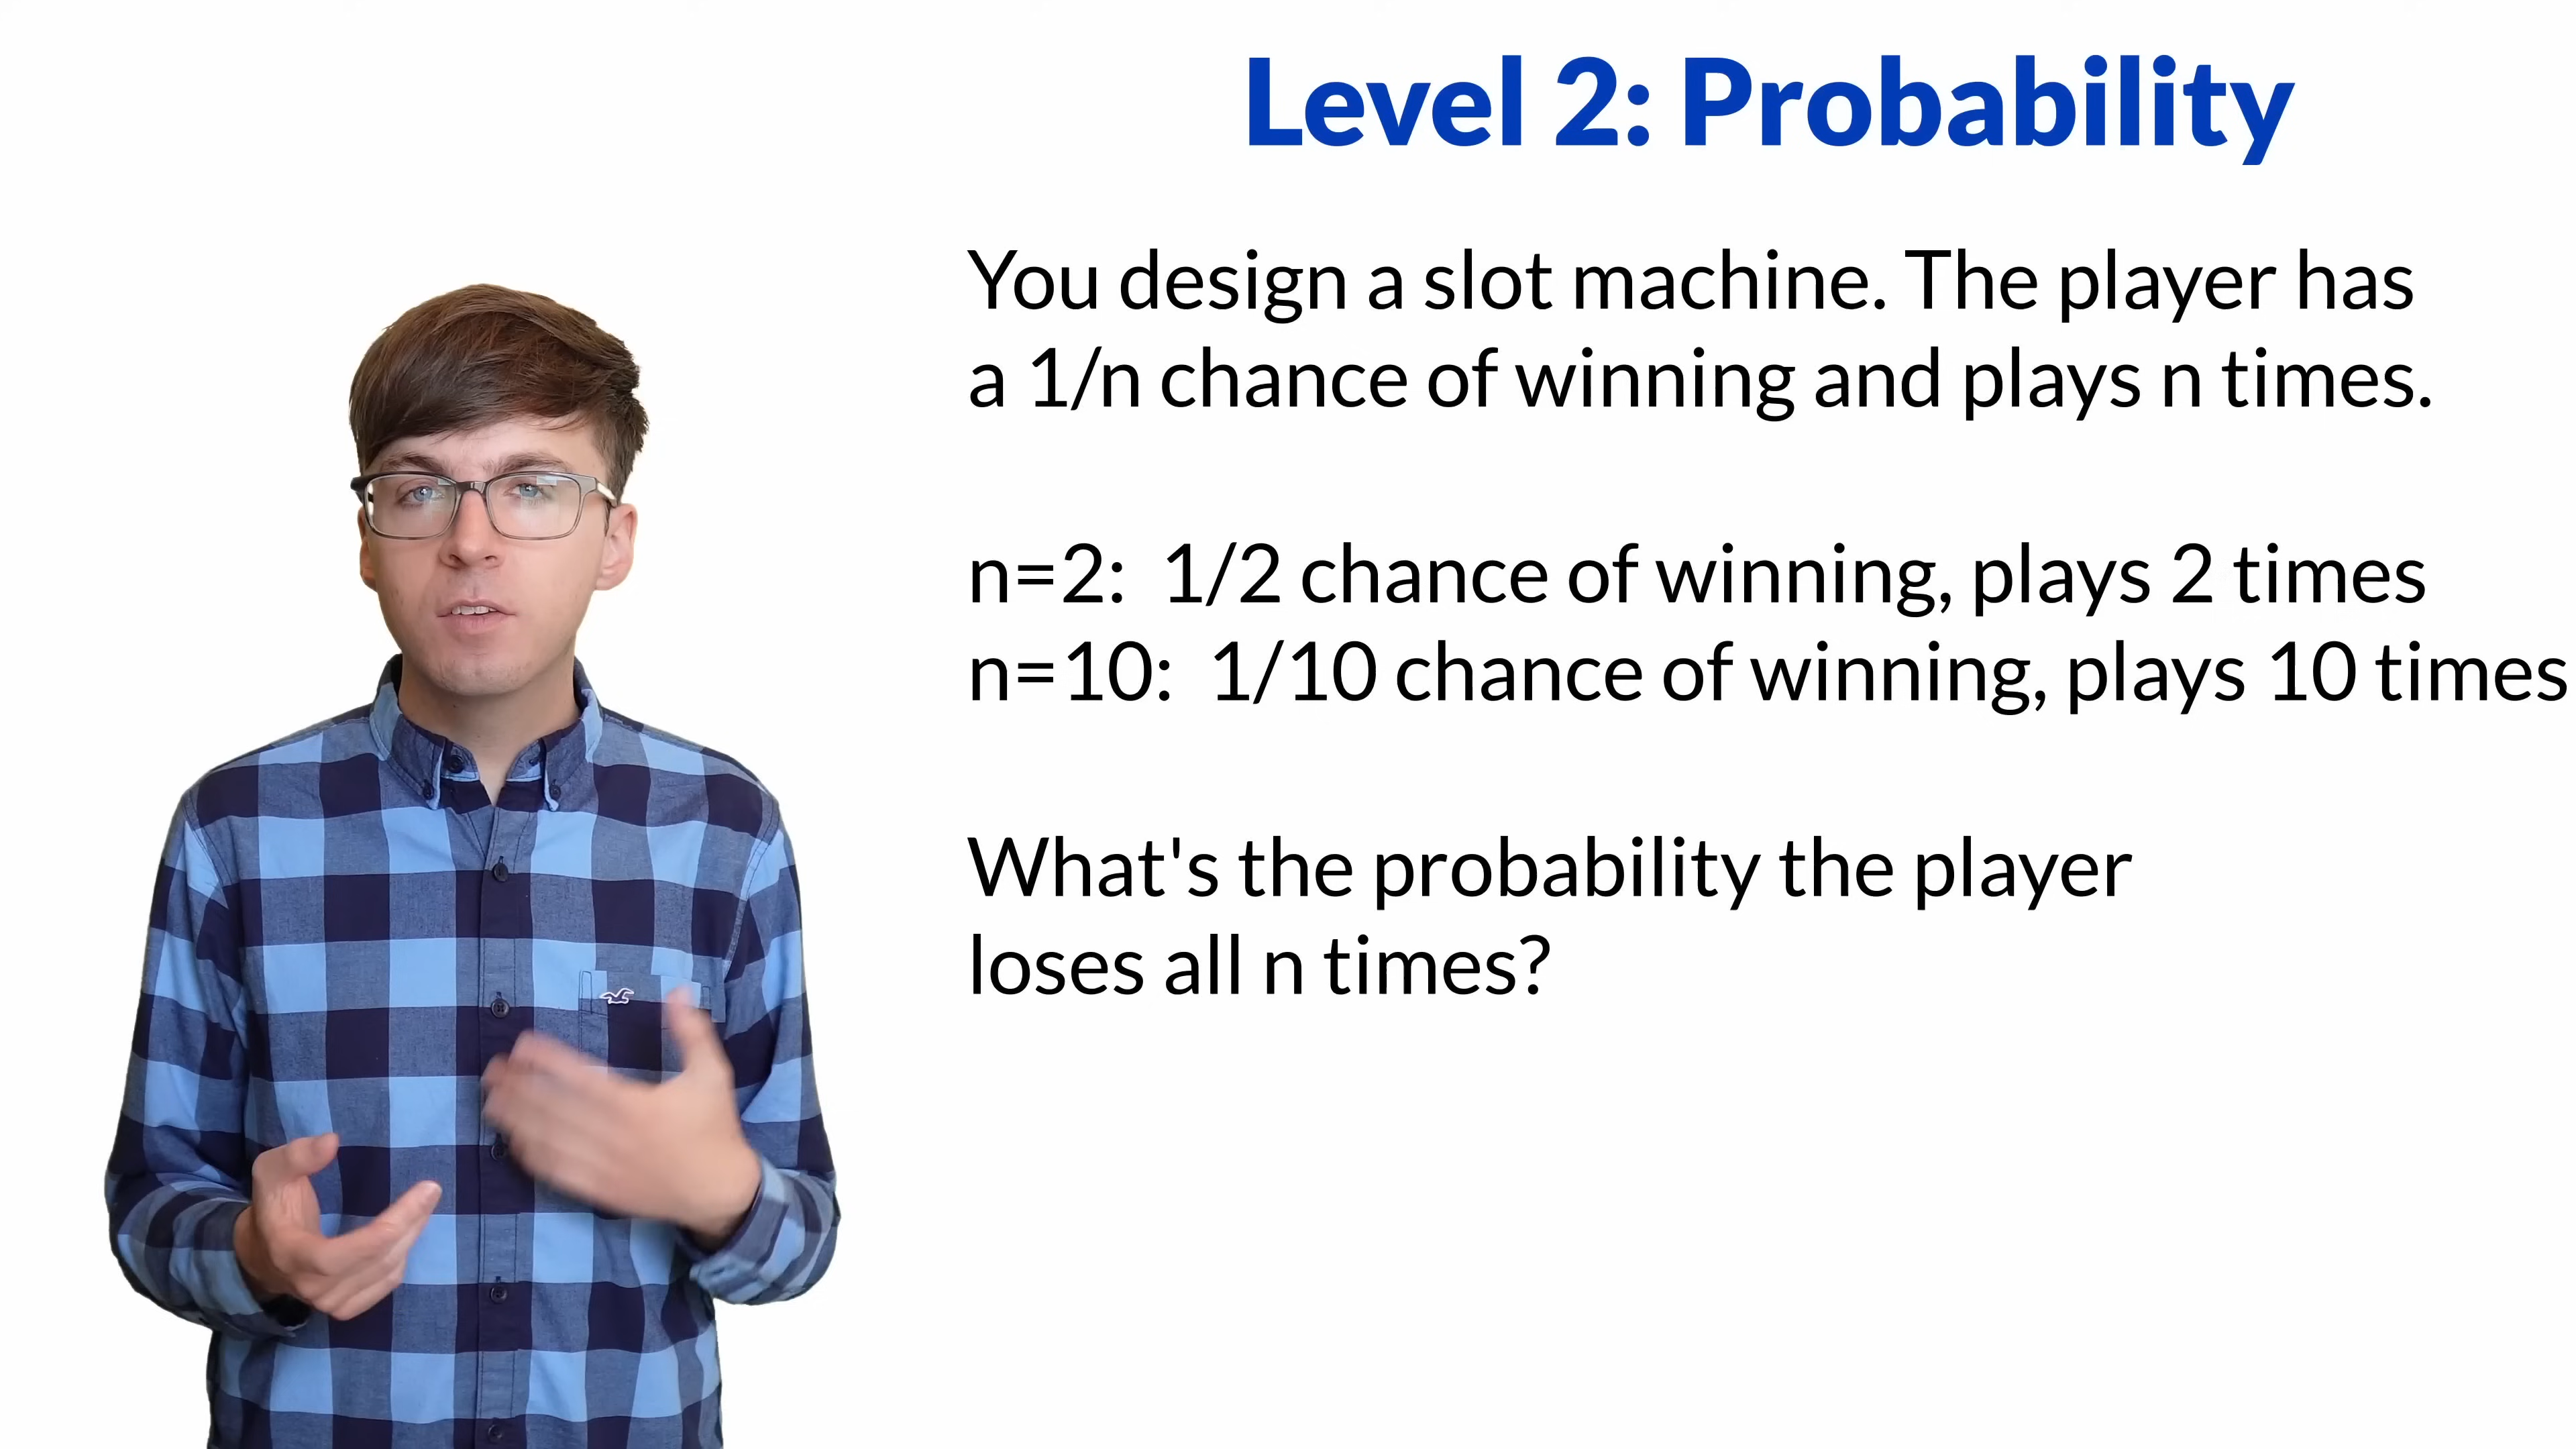 Level 2: Probability
You design a slot machine. The player has
a 1/n chance of winning and plays n times.
n=2: 1/2 chance of winning, plays 2 times
n=10: 1/10 chance of winning, plays 10 times
What's the probability the player
loses all n times?